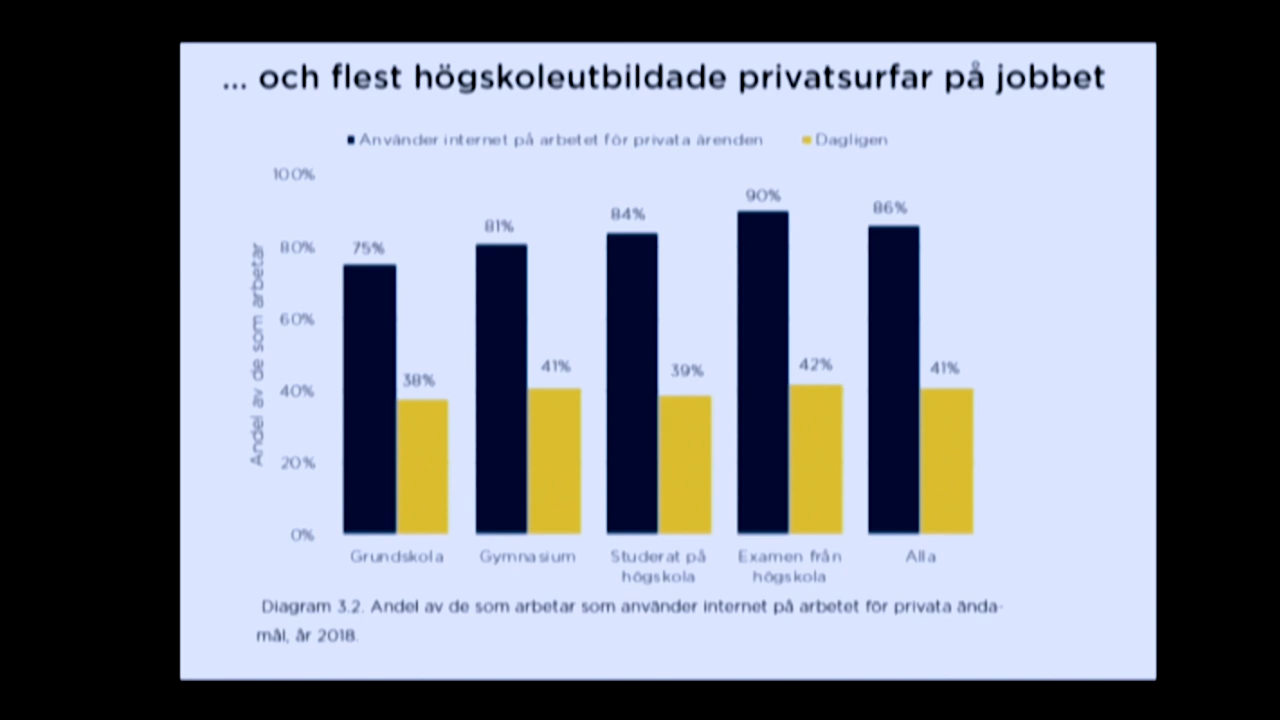 ... och flest högskoleutbildade privatsurfar på jobbet
Använder internet på arbetet för privata ärenden Dagligen
Andel av de som arbetar
100%
80%
60%
40%
20%
0%
75%
38%
81%
41%
84%
39%
90%
42%
86%
41%
Grundskola
Gymnasium
Studerat på
högskola
Examen från
högskola
Alla
Diagram 3.2. Andel av de som arbetar som använder internet på arbetet för privata ända-
mål, år 2018.